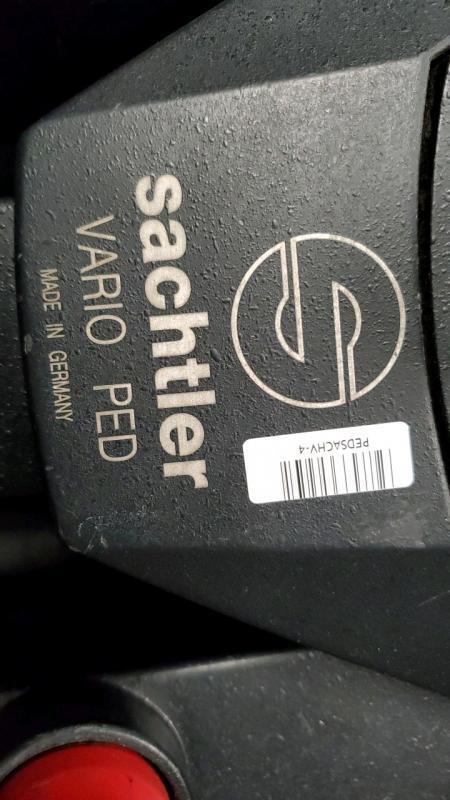 sachtler
VARIO PED
MADE IN GERMANY
PEDSACHV-4